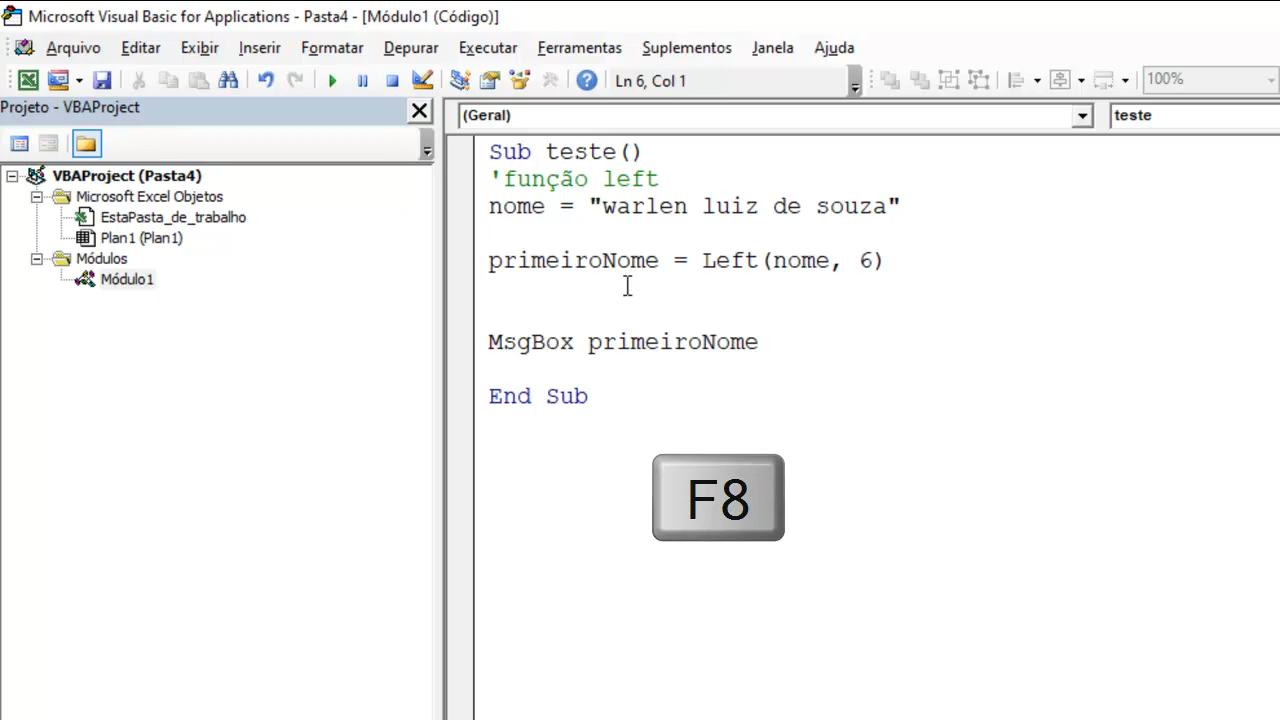 Microsoft Visual Basic for Applications - Pasta4 - [Módulo1 (Código)]
Arquivo Editar Exibir Inserir Formatar Depurar Executar Ferramentas Suplementos Janela Ajuda
Ln 6, Col 1
100%
Projeto - VBAProject
(Geral)
teste
VBAProject (Pasta4)
Microsoft Excel Objetos
EstaPasta_de_trabalho
Plan1 (Plan1)
Módulos
Módulo1
Sub teste()
'função left
nome = "warlen luiz de souza"
primeiroNome = Left(nome, 6)
MsgBox primeiroNome
End Sub
F8